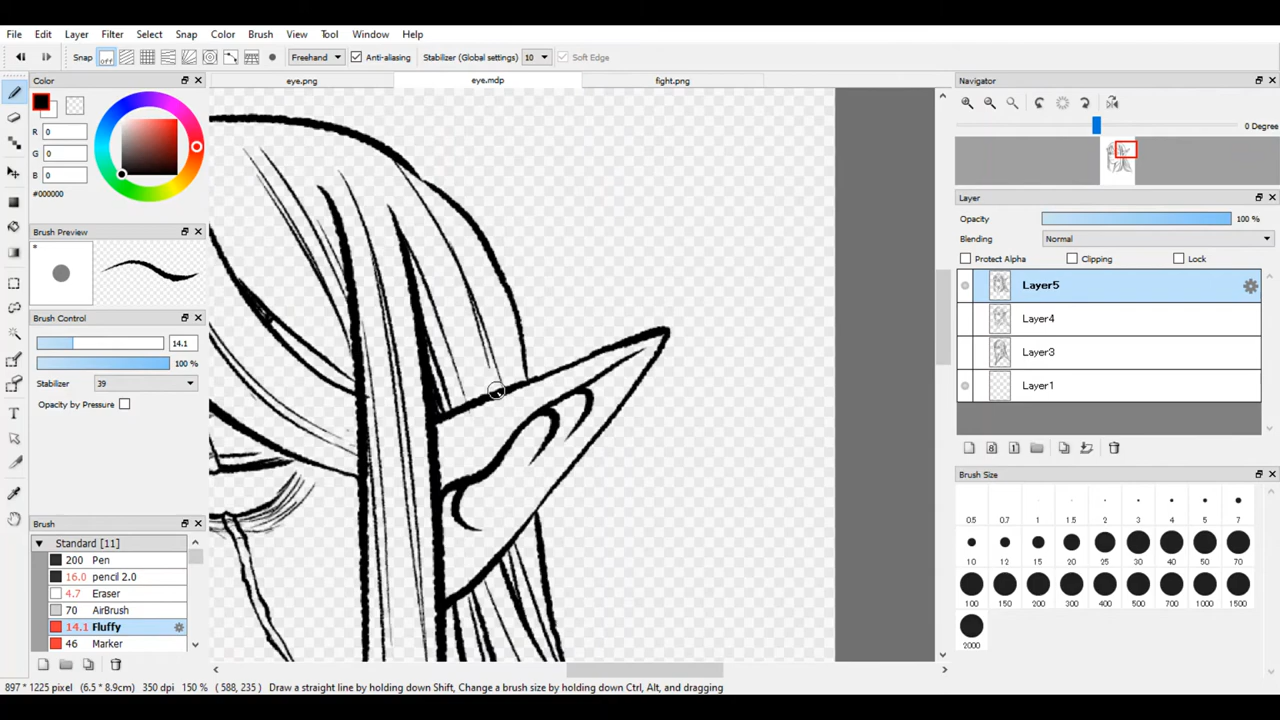 File Edit Layer Filter Select Snap Color Brush View Tool Window Help
Snap off Freehand Anti-aliasing Stabilizer (Global settings) 10 Soft Edge
Color
eye.png eye.mdp fight.png
Navigator
R 0
G 0
B 0
#000000
0 Degree
Layer
Opacity 100 %
Blending Normal
Protect Alpha Clipping Lock
Layer5
Layer4
Layer3
Layer1
Brush Preview
*
Brush Control
14.1
100 %
Stabilizer 39
Opacity by Pressure
Brush
Standard [11]
200 Pen
16.0 pencil 2.0
4.7 Eraser
70 AirBrush
14.1 Fluffy
46 Marker
Brush Size
0.5 0.7 1 1.5 2 3 4 5 7
10 12 15 20 25 30 40 50 70
100 150 200 300 400 500 700 1000 1500
2000
897 * 1225 pixel (6.5 * 8.9cm) 350 dpi 150 % ( 588, 235 ) Draw a straight line by holding down Shift, Change a brush size by holding down Ctrl, Alt, and dragging